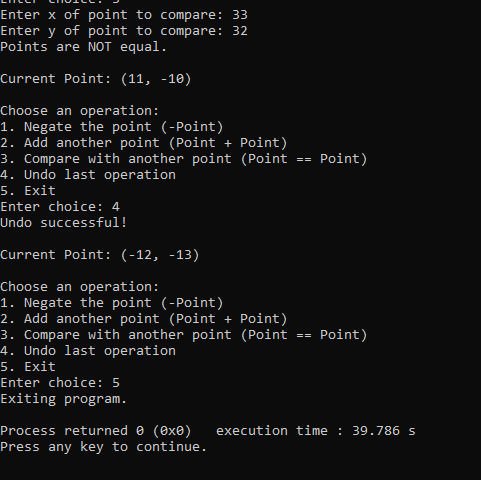 Enter choice: 3
Enter x of point to compare: 33
Enter y of point to compare: 32
Points are NOT equal.
Current Point: (11, -10)
Choose an operation:
1. Negate the point (-Point)
2. Add another point (Point + Point)
3. Compare with another point (Point == Point)
4. Undo last operation
5. Exit
Enter choice: 4
Undo successful!
Current Point: (-12, -13)
Choose an operation:
1. Negate the point (-Point)
2. Add another point (Point + Point)
3. Compare with another point (Point == Point)
4. Undo last operation
5. Exit
Enter choice: 5
Exiting program.
Process returned 0 (0x0)   execution time : 39.786 s
Press any key to continue.